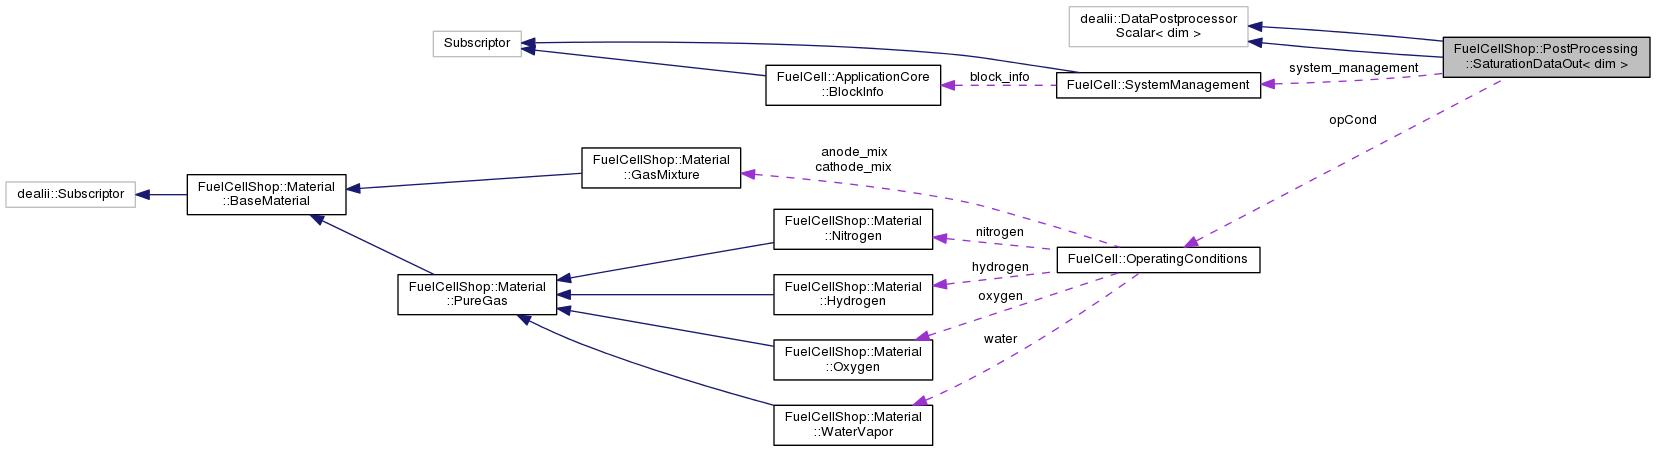 dealii::DataPostprocessor
Scalar< dim >
Subscriptor
FuelCellShop::PostProcessing
::SaturationDataOut< dim >
system_management
FuelCell::ApplicationCore
::BlockInfo
block_info
FuelCell::SystemManagement
opCond
anode_mix
cathode_mix
FuelCellShop::Material
::GasMixture
dealii::Subscriptor
FuelCellShop::Material
::BaseMaterial
FuelCellShop::Material
::Nitrogen
nitrogen
FuelCell::OperatingConditions
hydrogen
FuelCellShop::Material
::PureGas
FuelCellShop::Material
::Hydrogen
oxygen
FuelCellShop::Material
::Oxygen
water
FuelCellShop::Material
::WaterVapor